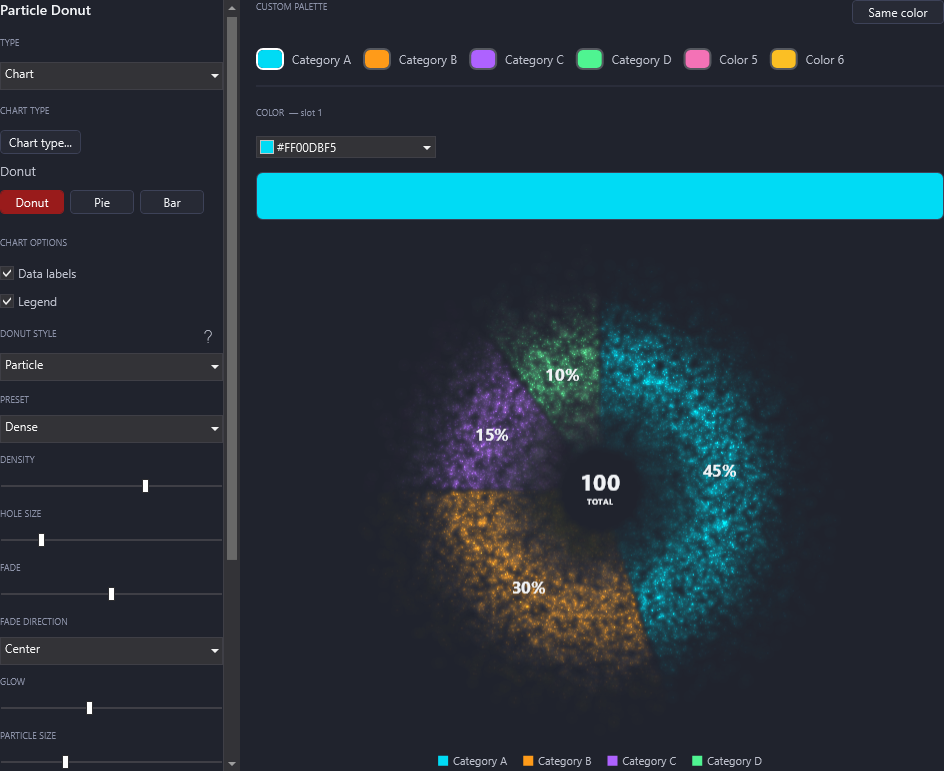 Particle Donut
TYPE
Chart
CHART TYPE
Chart type...
Donut
Donut Pie Bar
CHART OPTIONS
Data labels
Legend
DONUT STYLE ?
Particle
PRESET
Dense
DENSITY
HOLE SIZE
FADE
FADE DIRECTION
Center
GLOW
PARTICLE SIZE
CUSTOM PALETTE
Same color
Category A Category B Category C Category D Color 5 Color 6
COLOR — slot 1
#FF00DBF5
10%
15%
45%
100
TOTAL
30%
Category A Category B Category C Category D